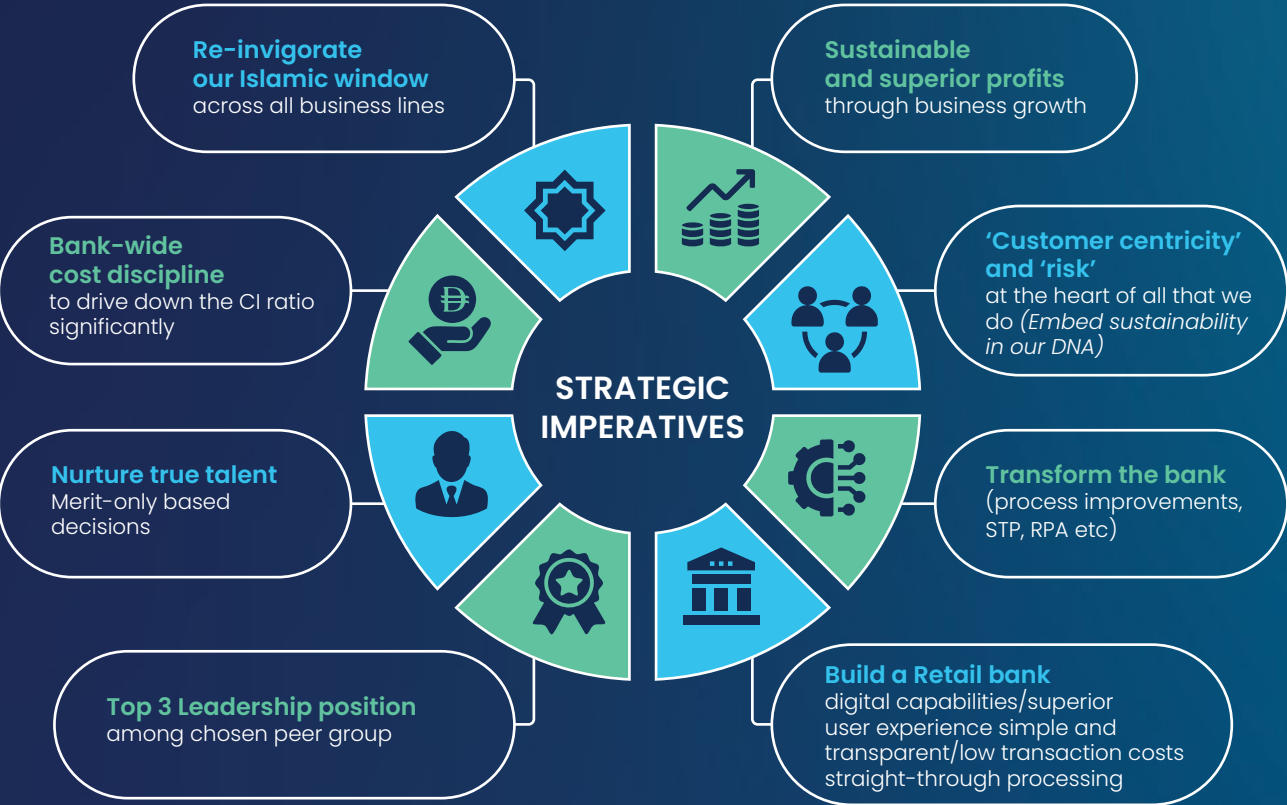 Re-invigorate
our Islamic window
across all business lines
Sustainable
and superior profits
through business growth
Bank-wide
cost discipline
to drive down the CI ratio
significantly
‘Customer centricity’
and ‘risk’
at the heart of all that we
do (Embed sustainability
in our DNA)
STRATEGIC
IMPERATIVES
Nurture true talent
Merit-only based
decisions
Transform the bank
(process improvements,
STP, RPA etc)
Top 3 Leadership position
among chosen peer group
Build a Retail bank
digital capabilities/superior
user experience simple and
transparent/low transaction costs
straight-through processing